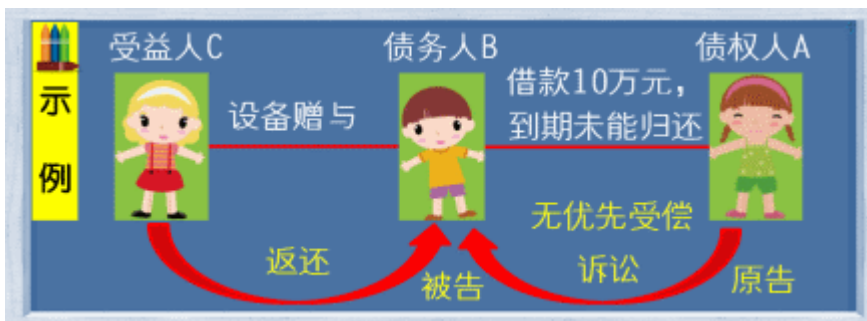 示例
受益人C
债务人B
债权人A
设备赠与
借款10万元，
到期未能归还
无优先受偿
返还
被告
诉讼
原告